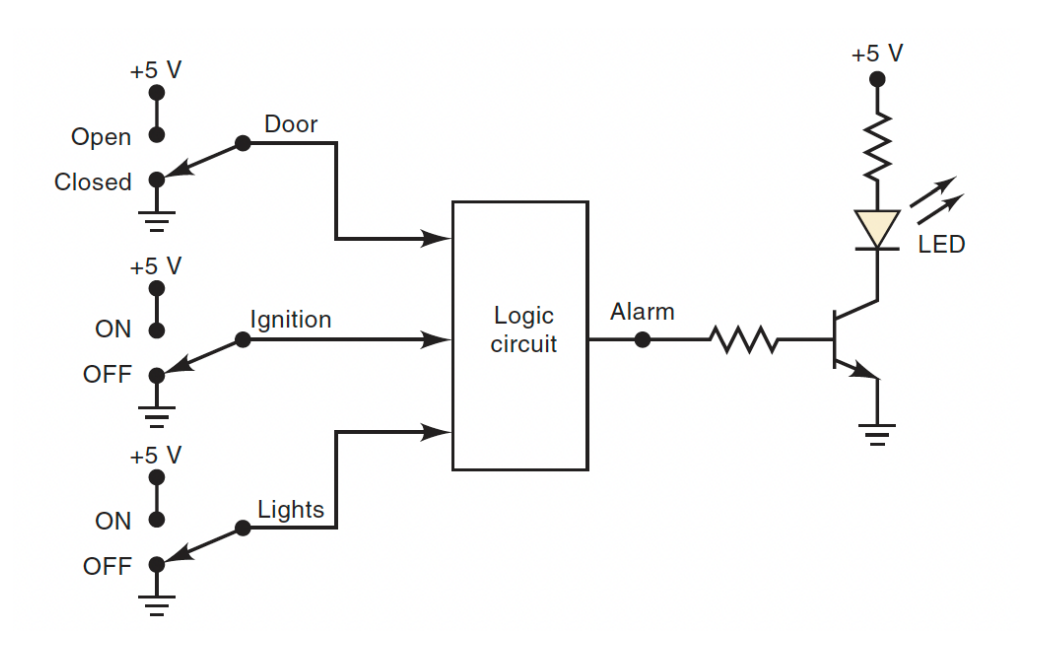 +5 V
Open
Closed
Door
+5 V
ON
OFF
Ignition
+5 V
ON
OFF
Lights
Logic
circuit
Alarm
+5 V
LED